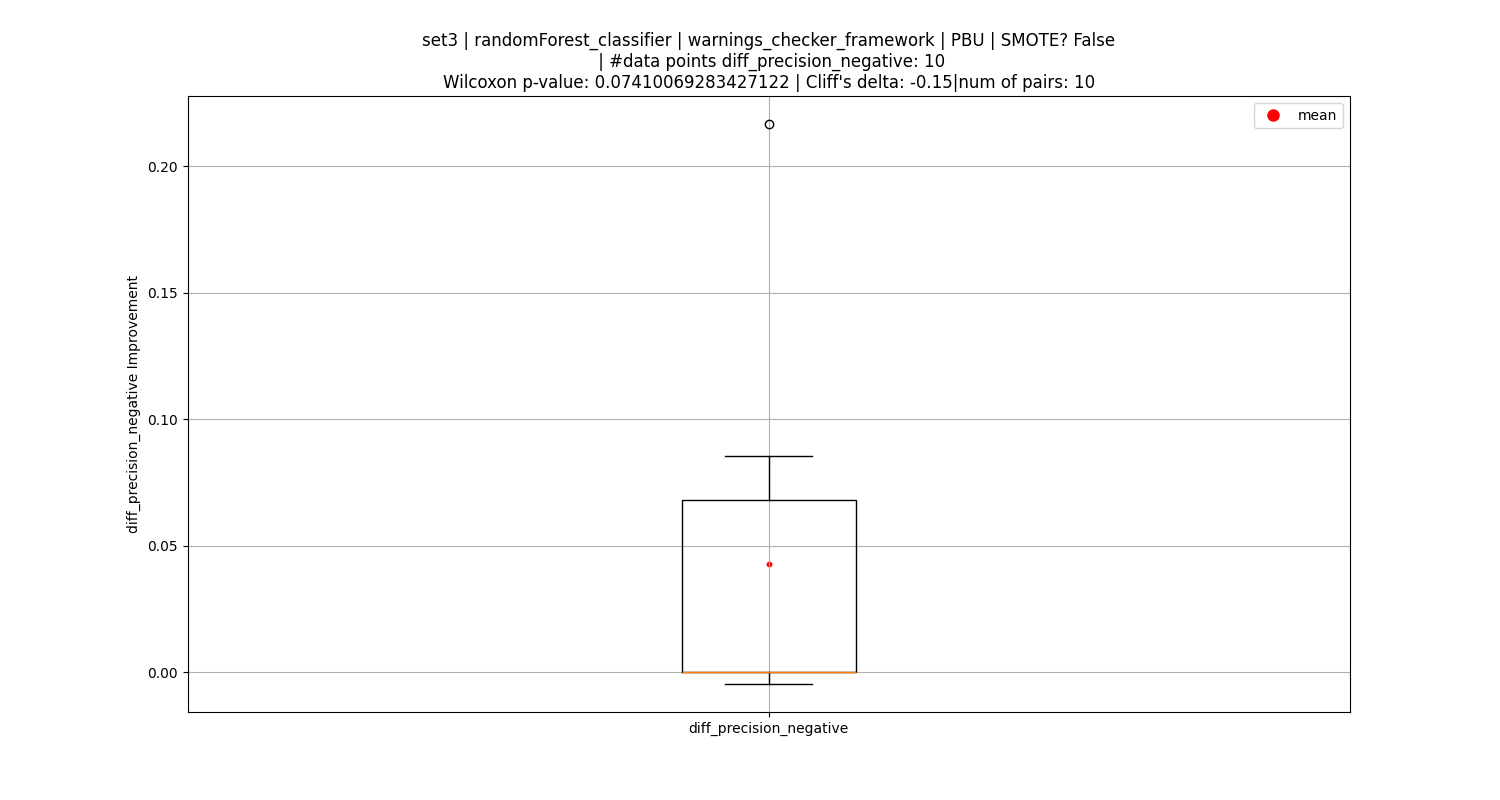 set3 | randomForest_classifier | warnings_checker_framework | PBU | SMOTE? False
| #data points diff_precision_negative: 10
Wilcoxon p-value: 0.07410069283427122 | Cliff's delta: -0.15|num of pairs: 10
mean
0.20
0.15
0.10
0.05
0.00
diff_precision_negative Improvement
diff_precision_negative